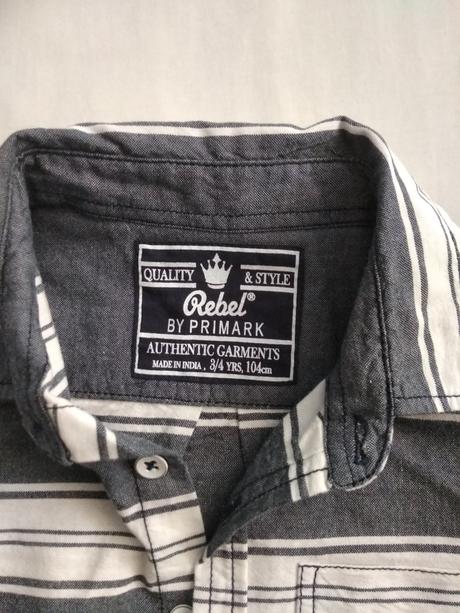 QUALITY & STYLE
Rebel®
BY PRIMARK
AUTHENTIC GARMENTS
MADE IN INDIA, 3/4 YRS, 104cm